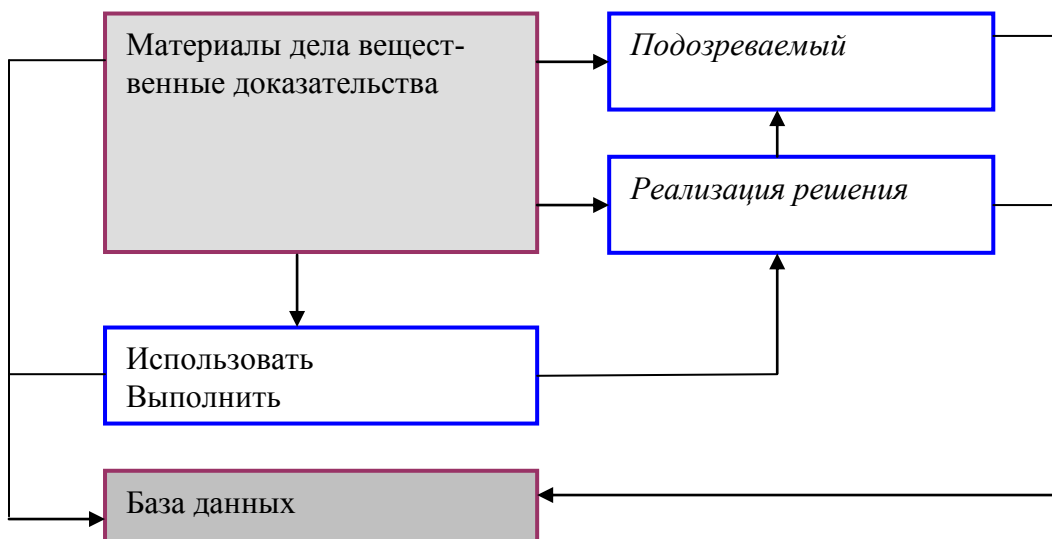 Материалы дела вещест-
венные доказательства
Подозреваемый
Реализация решения
Использовать
Выполнить
База данных